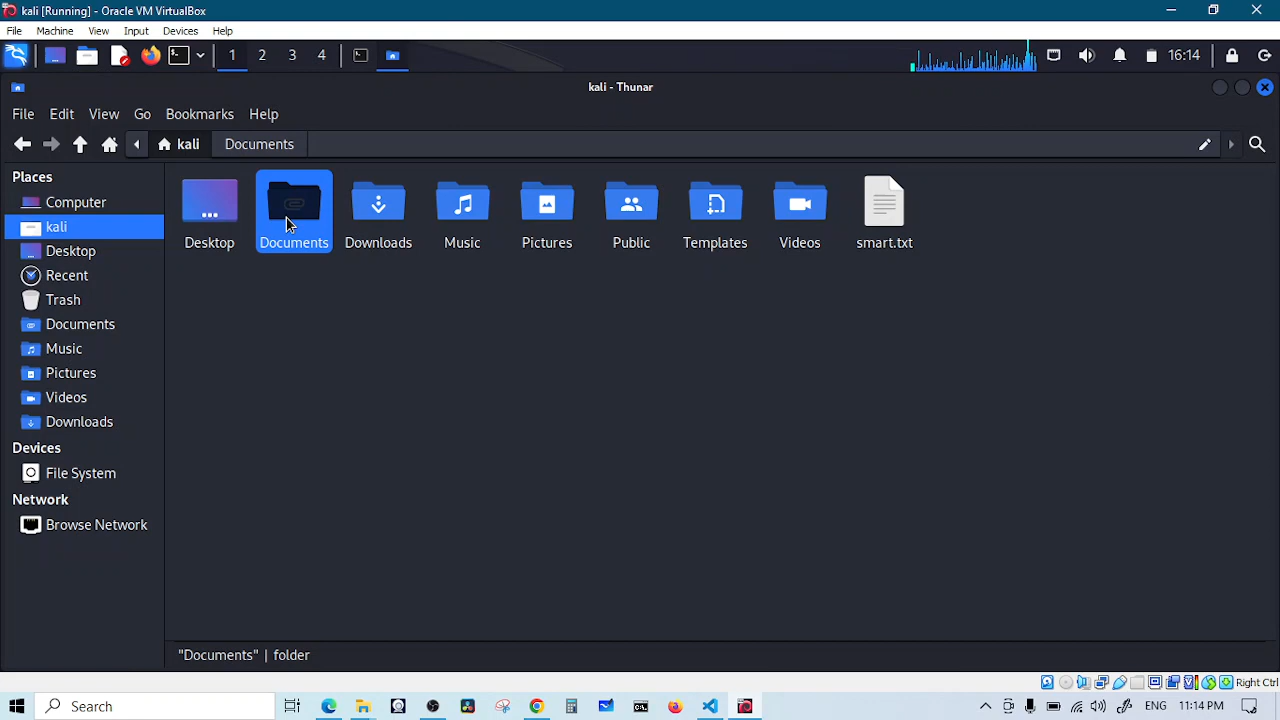 kali [Running] - Oracle VM VirtualBox
File Machine View Input Devices Help
1 2 3 4 16:14
kali - Thunar
File Edit View Go Bookmarks Help
kali Documents
Places
Computer
kali
Desktop
Recent
Trash
Documents
Music
Pictures
Videos
Downloads
Devices
File System
Network
Browse Network
Desktop Documents Downloads Music Pictures Public Templates Videos smart.txt
"Documents" | folder
Right Ctrl
Search ENG 11:14 PM